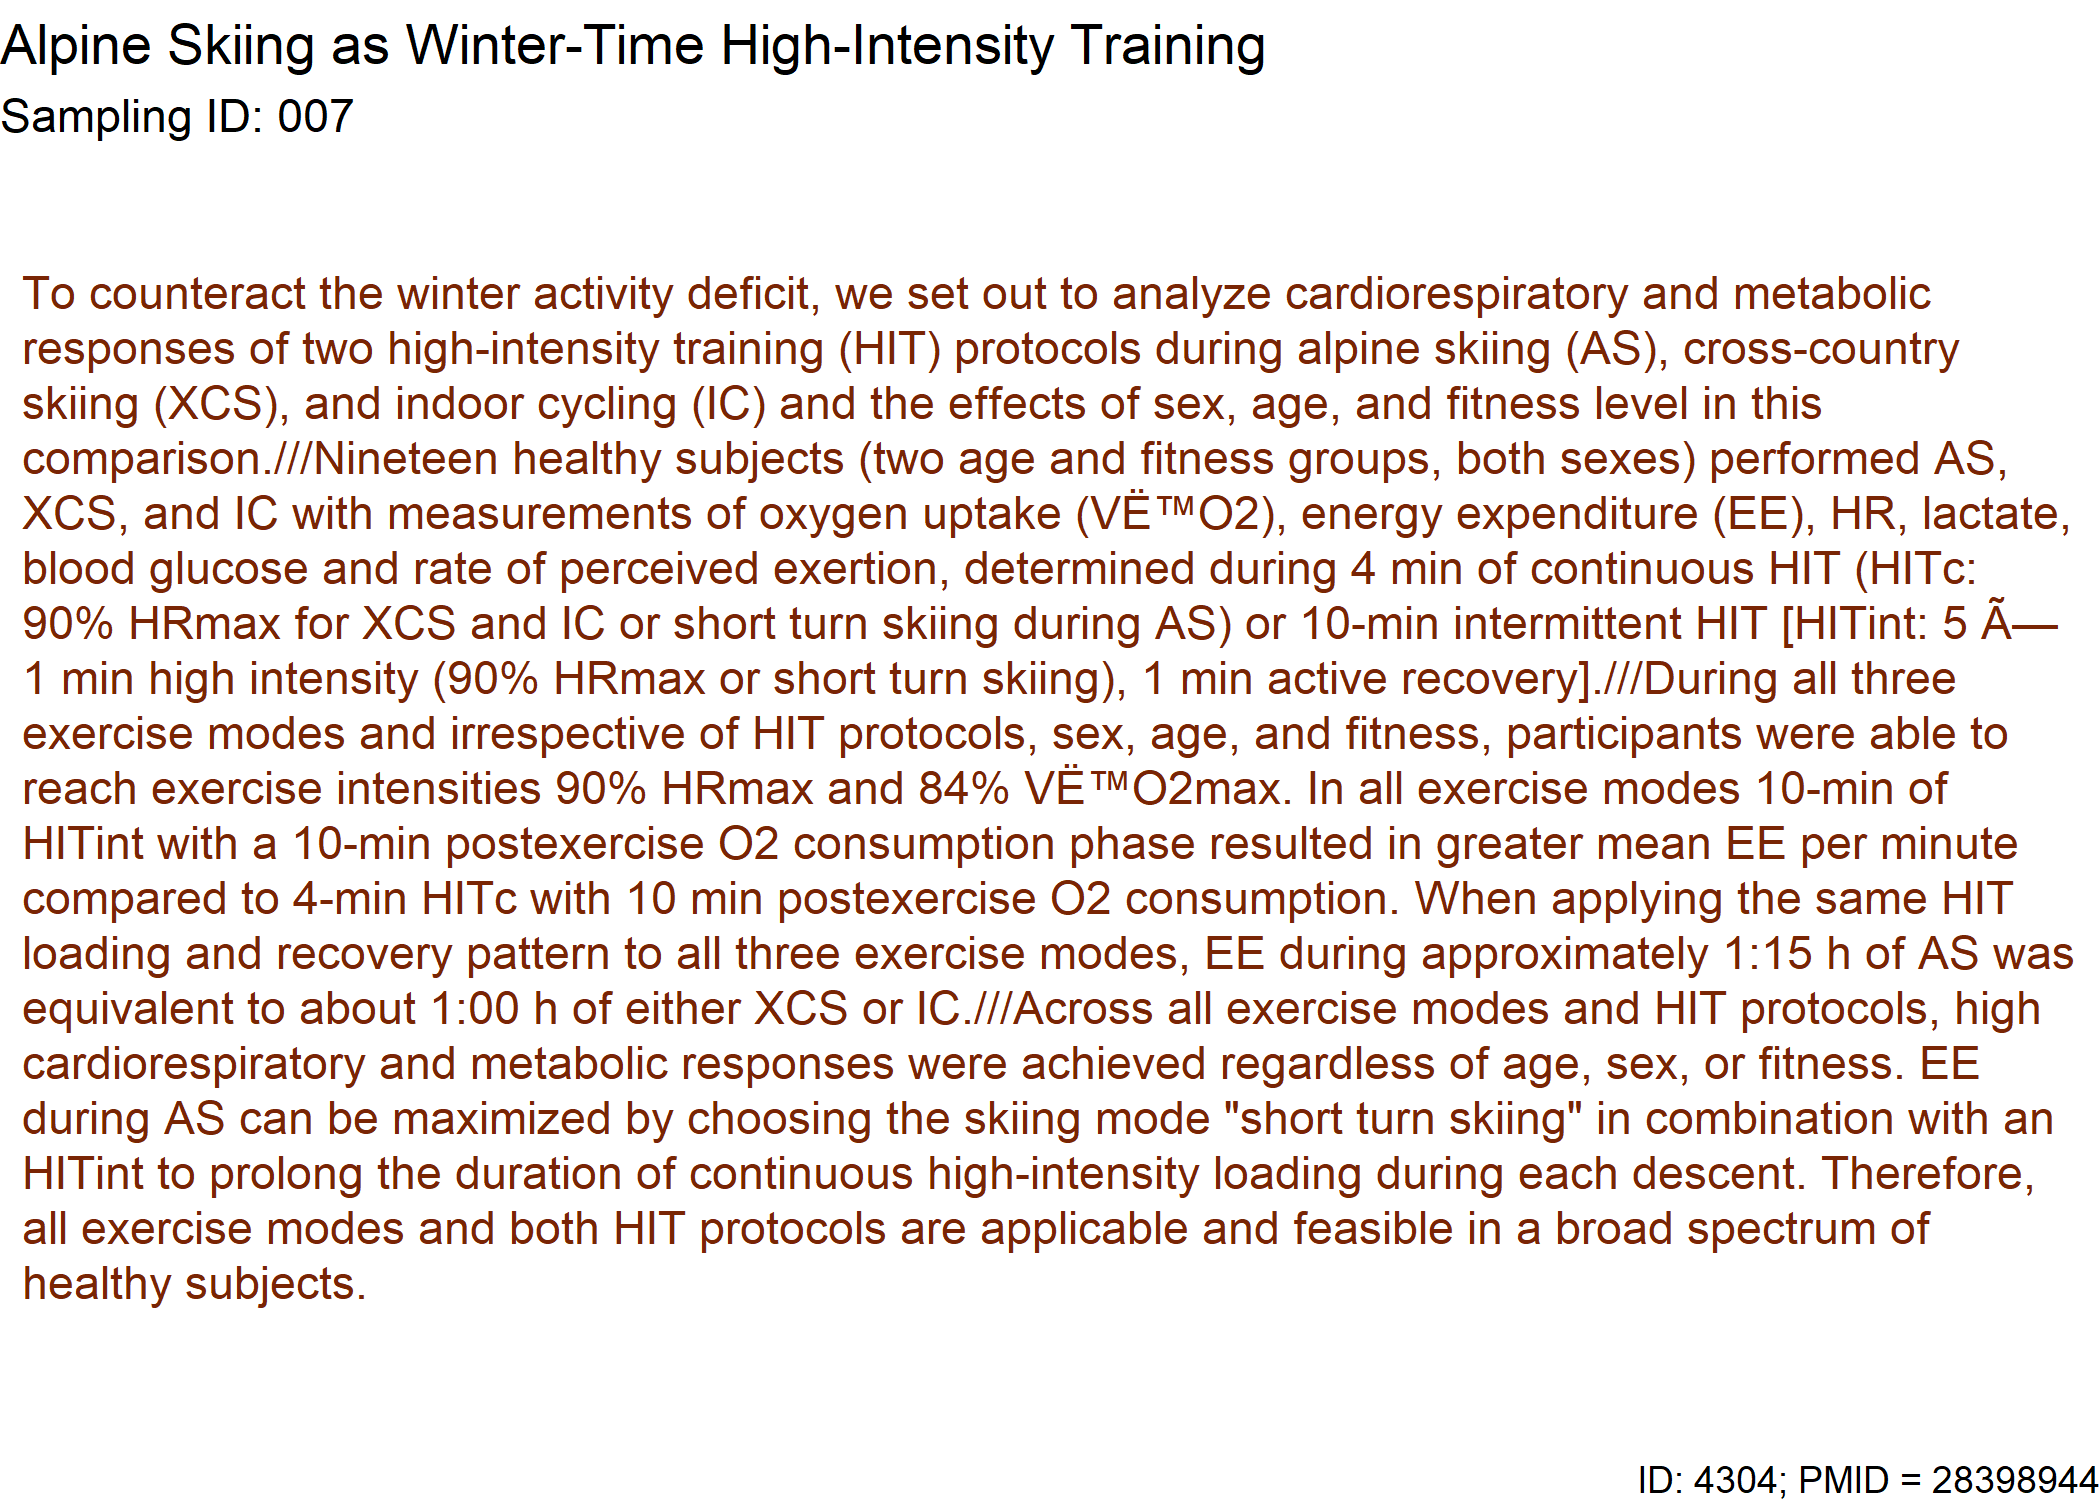 Alpine Skiing as Winter-Time High-Intensity Training
Sampling ID: 007
To counteract the winter activity deficit, we set out to analyze cardiorespiratory and metabolic
responses of two high-intensity training (HIT) protocols during alpine skiing (AS), cross-country
skiing (XCS), and indoor cycling (IC) and the effects of sex, age, and fitness level in this
comparison.///Nineteen healthy subjects (two age and fitness groups, both sexes) performed AS,
XCS, and IC with measurements of oxygen uptake (VË™O2), energy expenditure (EE), HR, lactate,
blood glucose and rate of perceived exertion, determined during 4 min of continuous HIT (HITc:
90% HRmax for XCS and IC or short turn skiing during AS) or 10-min intermittent HIT [HITint: 5 Ã—
1 min high intensity (90% HRmax or short turn skiing), 1 min active recovery].///During all three
exercise modes and irrespective of HIT protocols, sex, age, and fitness, participants were able to
reach exercise intensities 90% HRmax and 84% VË™O2max. In all exercise modes 10-min of
HITint with a 10-min postexercise O2 consumption phase resulted in greater mean EE per minute
compared to 4-min HITc with 10 min postexercise O2 consumption. When applying the same HIT
loading and recovery pattern to all three exercise modes, EE during approximately 1:15 h of AS was
equivalent to about 1:00 h of either XCS or IC.///Across all exercise modes and HIT protocols, high
cardiorespiratory and metabolic responses were achieved regardless of age, sex, or fitness. EE
during AS can be maximized by choosing the skiing mode "short turn skiing" in combination with an
HITint to prolong the duration of continuous high-intensity loading during each descent. Therefore,
all exercise modes and both HIT protocols are applicable and feasible in a broad spectrum of
healthy subjects.
ID: 4304; PMID = 28398944